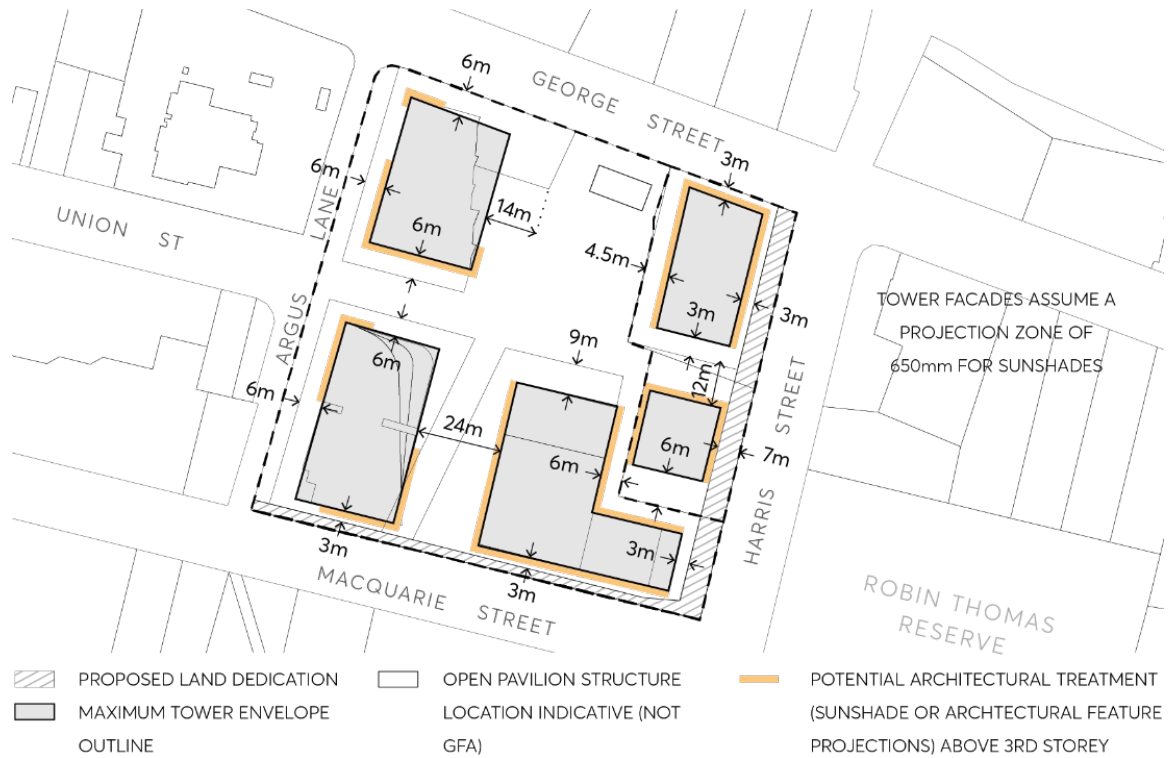 6m
GEORGE STREET
3m
6m
LANE
UNION ST
14m
6m
4.5m
3m
3m
TOWER FACADES ASSUME A
PROJECTION ZONE OF
650mm FOR SUNSHADES
ARGUS
6m
9m
12m
STREET
6m
24m
6m
6m
7m
HARRIS
3m
3m
3m
MACQUARIE STREET
ROBIN THOMAS
RESERVE
PROPOSED LAND DEDICATION
MAXIMUM TOWER ENVELOPE
OUTLINE
OPEN PAVILION STRUCTURE
LOCATION INDICATIVE (NOT
GFA)
POTENTIAL ARCHITECTURAL TREATMENT
(SUNSHADE OR ARCHTECTURAL FEATURE
PROJECTIONS) ABOVE 3RD STOREY